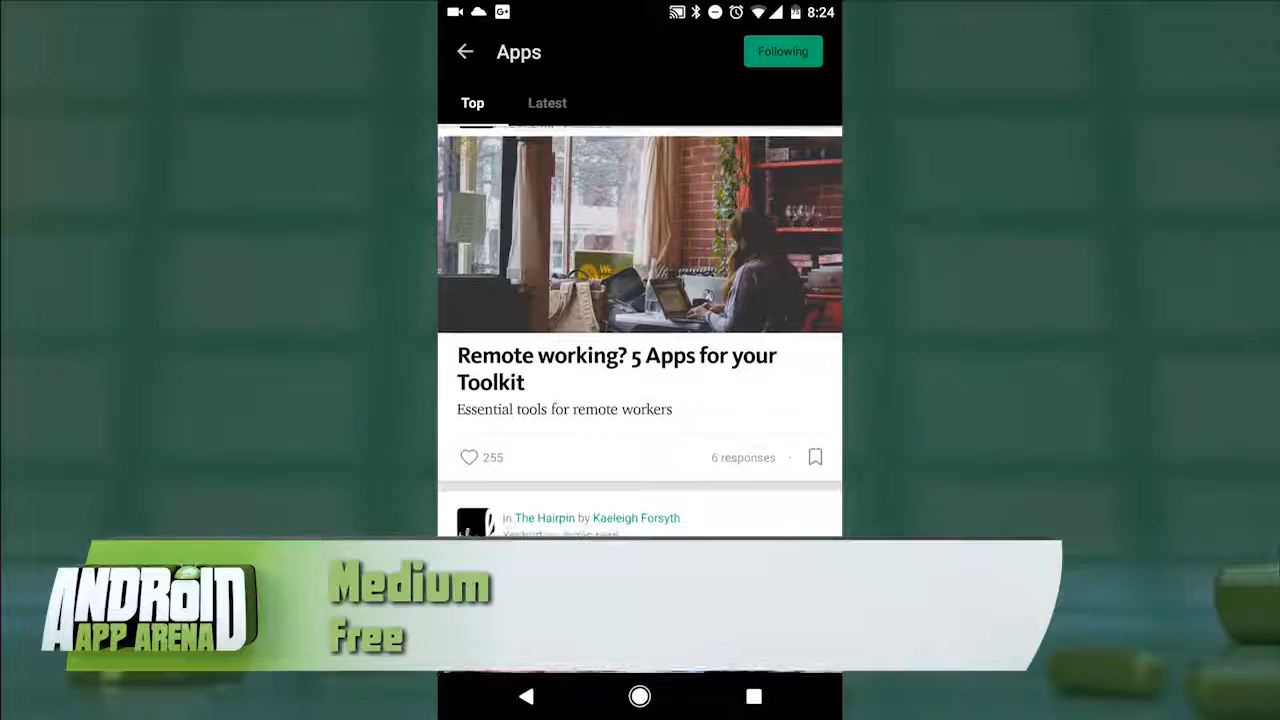 8:24
Apps
Following
Top
Latest
Remote working? 5 Apps for your
Toolkit
Essential tools for remote workers
255
6 responses
in The Hairpin by Kaeleigh Forsyth..
ANDROID
APP ARENA
Medium
Free